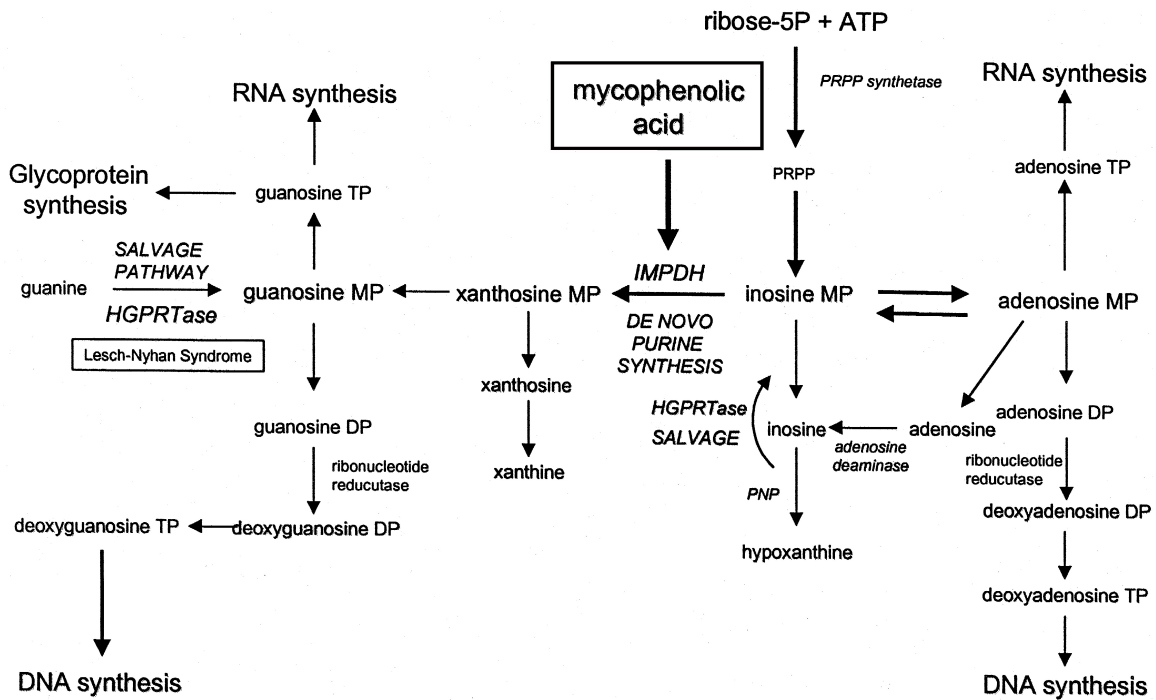 ribose-5P + ATP
PRPP synthetase
mycophenolic
acid
RNA synthesis
RNA synthesis
Glycoprotein
synthesis
guanosine TP
PRPP
adenosine TP
SALVAGE
PATHWAY
guanine
HGPRTase
guanosine MP
xanthosine MP
IMPDH
inosine MP
adenosine MP
DE NOVO
PURINE
SYNTHESIS
Lesch-Nyhan Syndrome
xanthosine
HGPRTase
SALVAGE
inosine
adenosine
deaminase
adenosine
adenosine DP
guanosine DP
ribonucleotide
reducutase
xanthine
PNP
ribonucleotide
reducutase
deoxyguanosine TP
deoxyguanosine DP
hypoxanthine
deoxyadenosine DP
deoxyadenosine TP
DNA synthesis
DNA synthesis